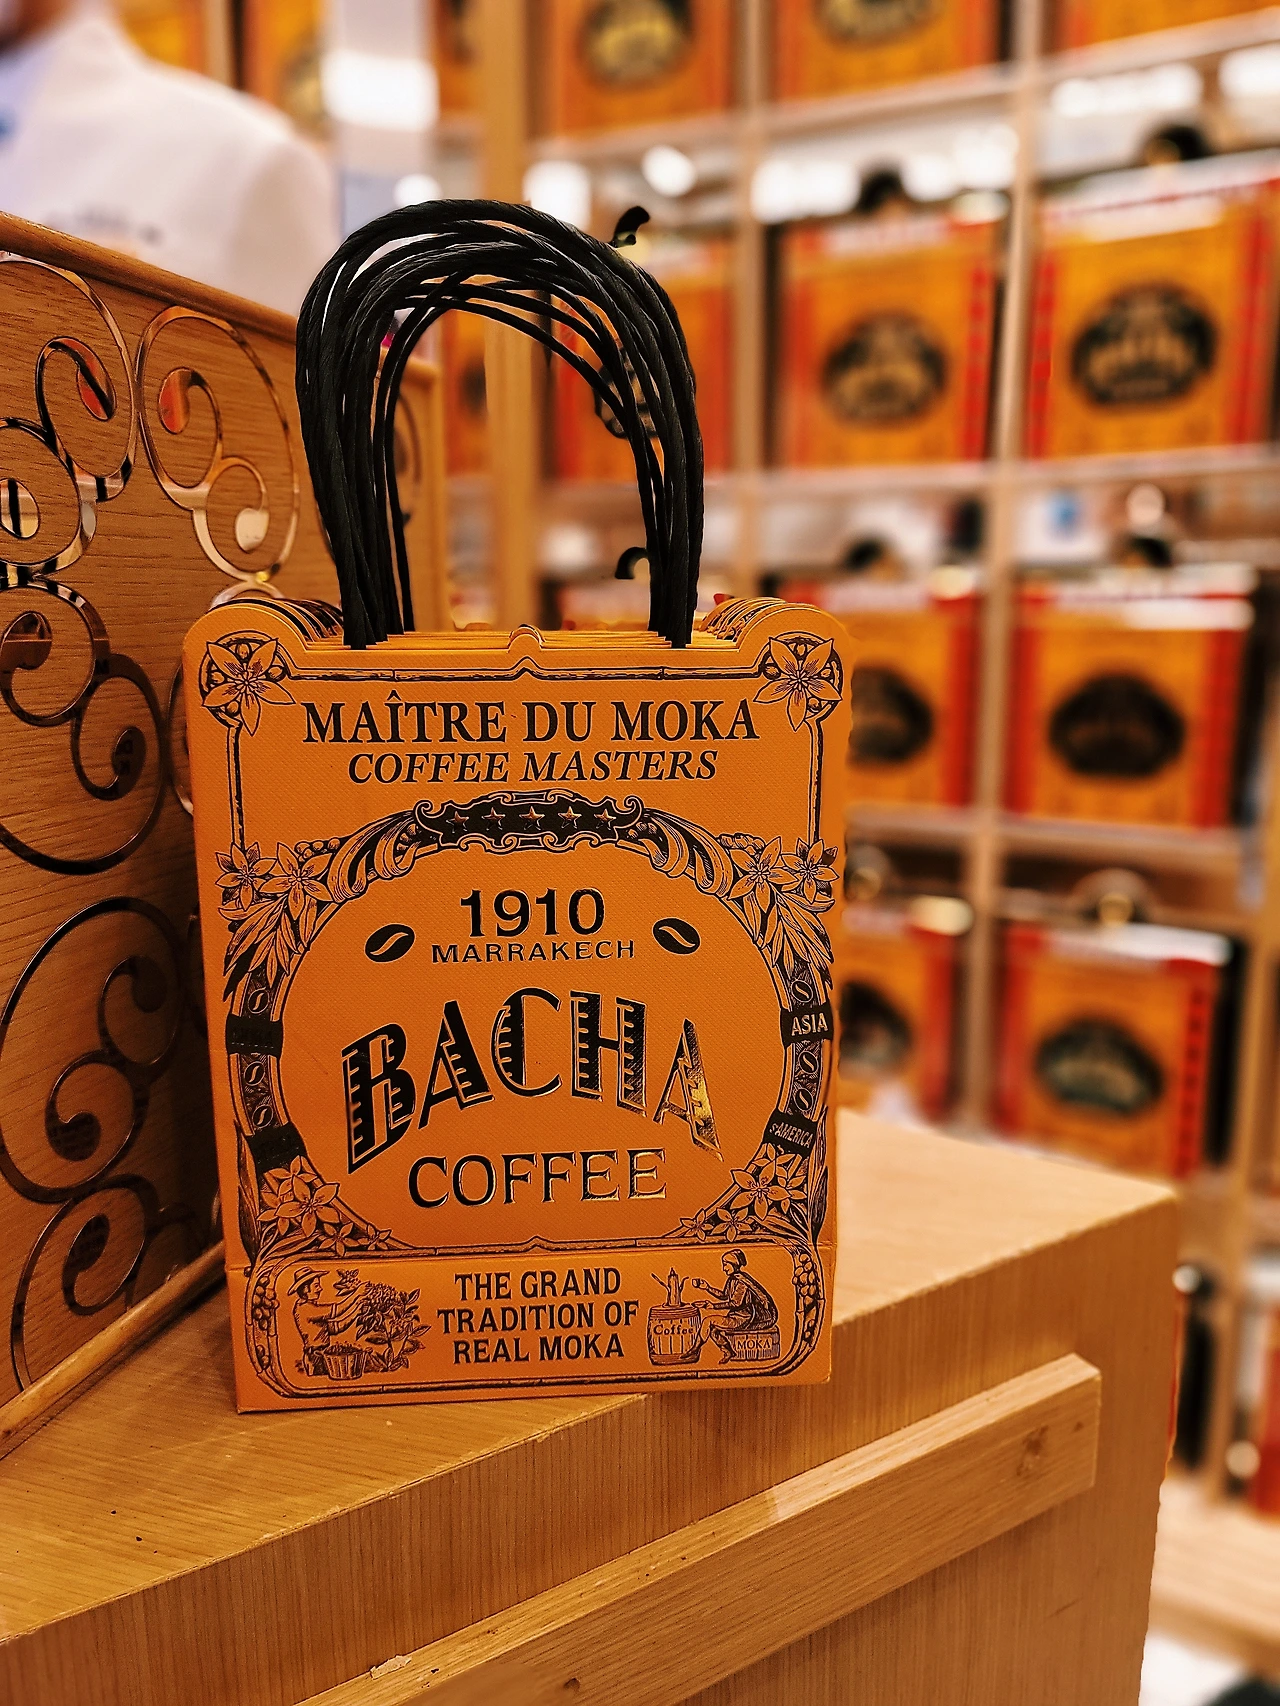 MAÎTRE DU MOKA
COFFEE MASTERS
1910
MARRAKECH
BACHA
COFFEE
ASIA
S.AMERICA
THE GRAND
TRADITION OF
REAL MOKA
Coffee
MOKA